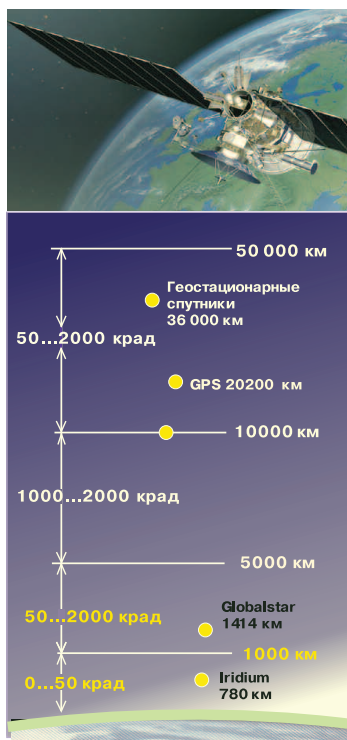 50 000 км
Геостационарные
спутники
36 000 км
50...2000 крад
GPS 20200 км
10000 км
1000...2000 крад
5000 км
Globalstar
1414 км
50...2000 крад
1000 км
Iridium
780 км
0...50 крад